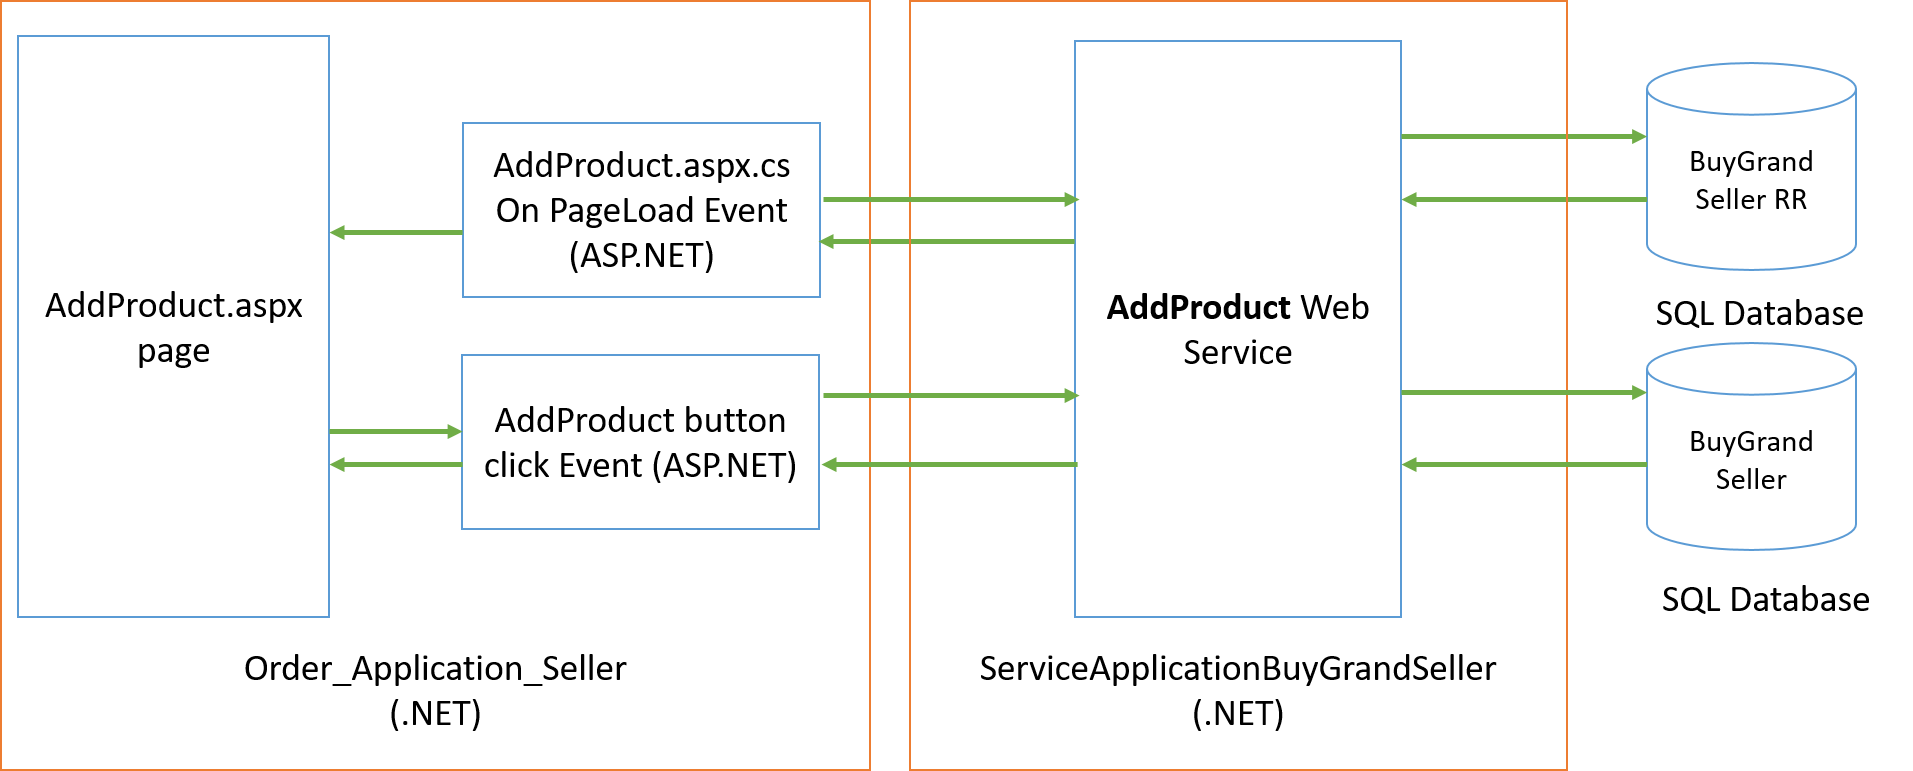 AddProduct.aspx
page
AddProduct.aspx.cs
On PageLoad Event
(ASP.NET)
AddProduct button
click Event (ASP.NET)
Order_Application_Seller
(.NET)
AddProduct Web
Service
ServiceApplicationBuyGrandSeller
(.NET)
BuyGrand
Seller RR
SQL Database
BuyGrand
Seller
SQL Database